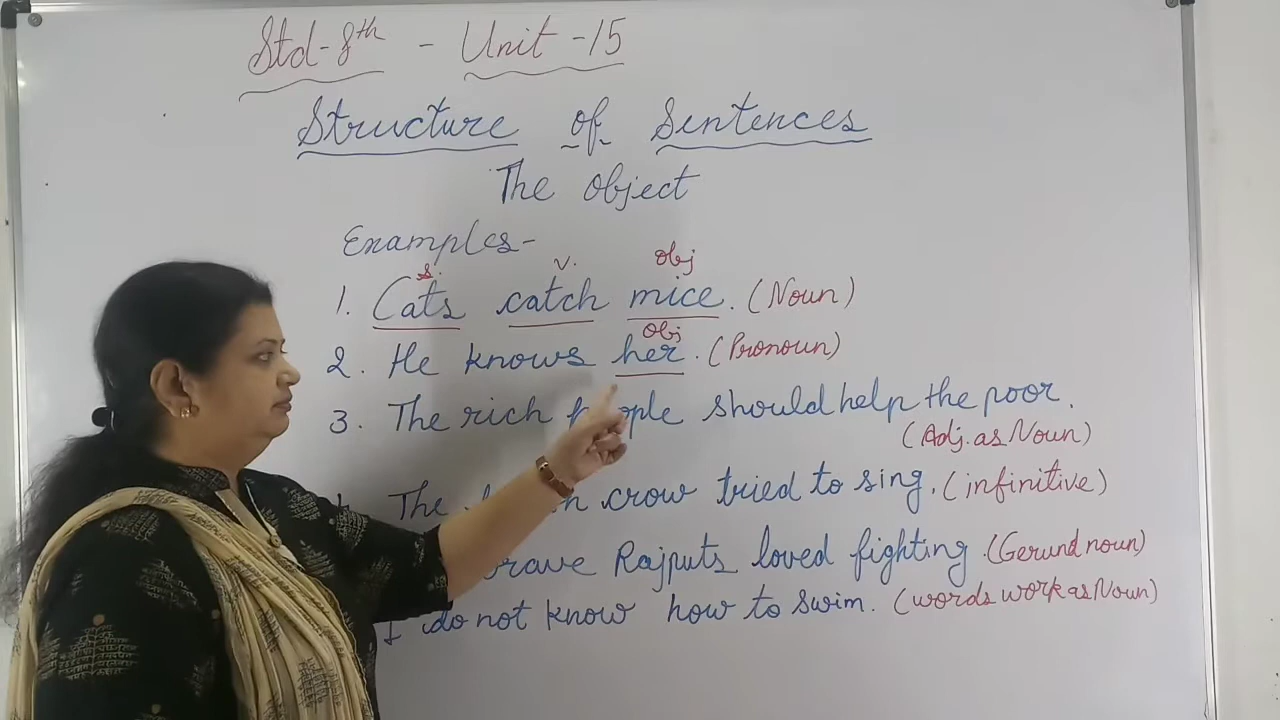 Std-8th - Unit-15
Structure of Sentences
The Object
Examples-
s. v. obj
1. Cats catch mice. (Noun)
obj
2. He knows her. (Pronoun)
3. The rich people should help the poor.
(Adj. as Noun)
The crow tried to sing. (infinitive)
brave Rajputs loved fighting (Gerund noun)
I do not know how to swim. (words work as Noun)